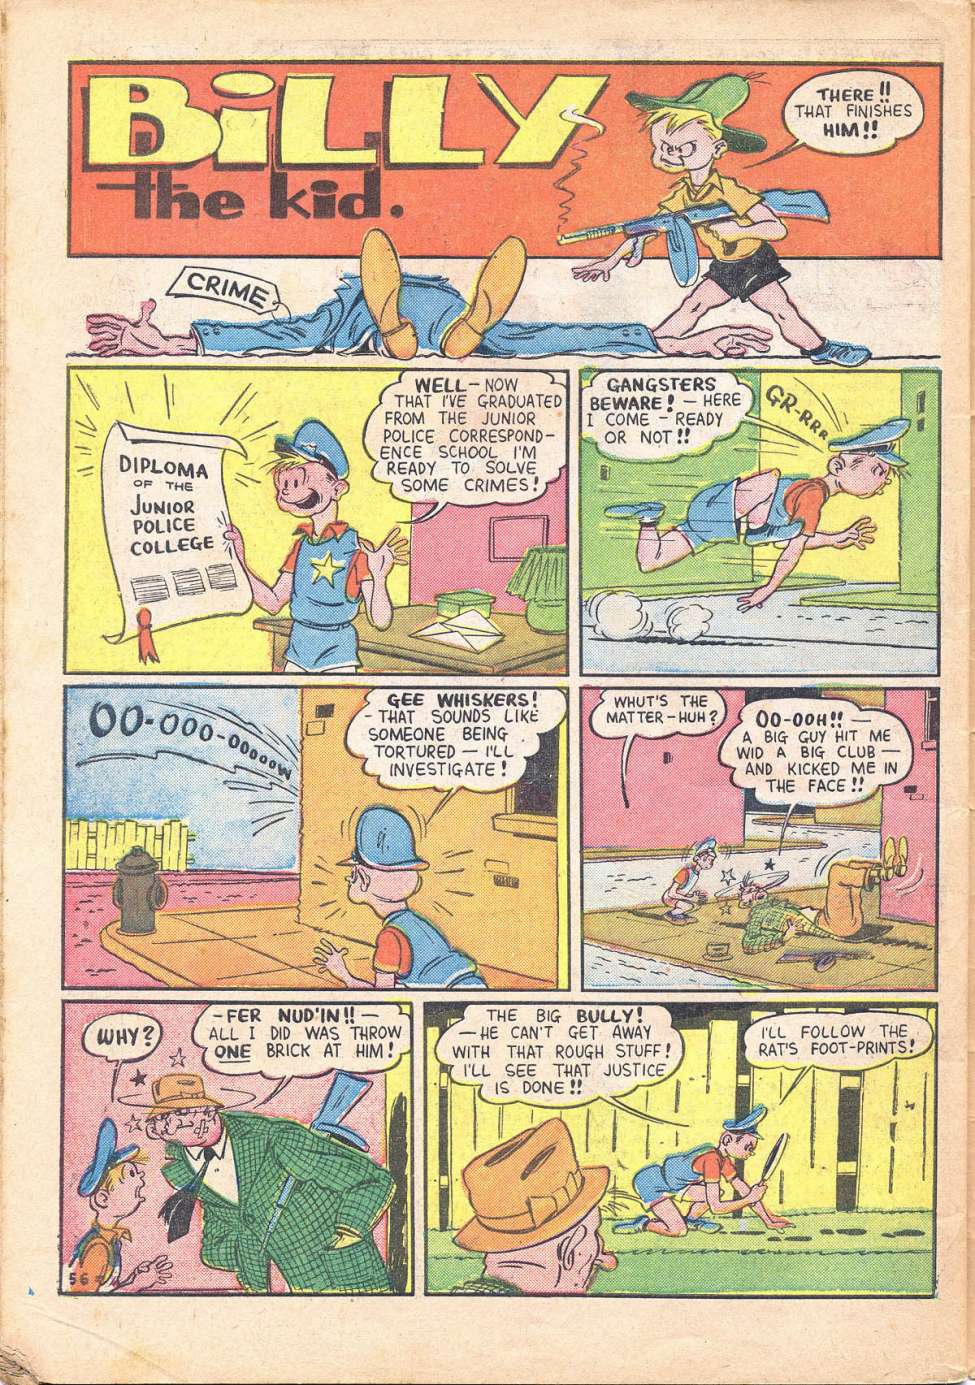 BiLLY
the kid.
THERE!!
THAT FINISHES
HIM!!
CRIME
WELL - NOW
THAT I'VE GRADUATED
FROM THE JUNIOR
POLICE CORRESPOND-
ENCE SCHOOL I'M
READY TO SOLVE
SOME CRIMES!
DIPLOMA
OF THE
JUNIOR
POLICE
COLLEGE
GANGSTERS
BEWARE! - HERE
I COME - READY
OR NOT!!
GR-RRRR
OO-OOO-OOOOOW
GEE WHISKERS!
- THAT SOUNDS LIKE
SOMEONE BEING
TORTURED - I'LL
INVESTIGATE!
WHUT'S THE
MATTER - HUH?
OO-OOH!! -
A BIG GUY HIT ME
WID A BIG CLUB -
AND KICKED ME IN
THE FACE!!
WHY?
- FER NUD'IN!! -
ALL I DID WAS THROW
ONE BRICK AT HIM!
THE BIG BULLY!
- HE CAN'T GET AWAY
WITH THAT ROUGH STUFF!
I'LL SEE THAT JUSTICE
IS DONE!!
I'LL FOLLOW THE
RAT'S FOOT-PRINTS!
56